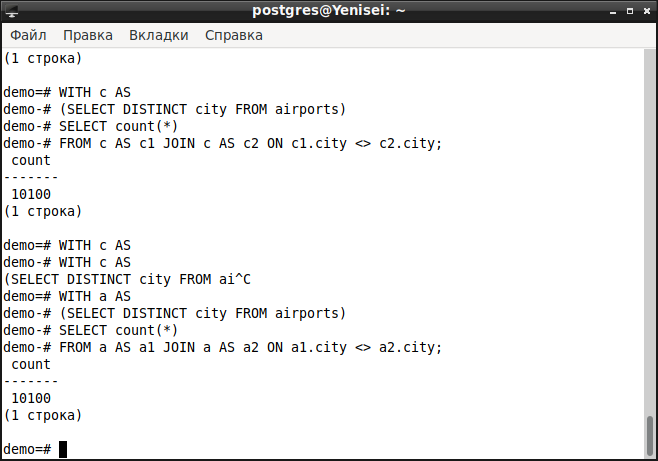 postgres@Yenisei: ~
Файл Правка Вкладки Справка
(1 строка)
demo=# WITH c AS
demo-# (SELECT DISTINCT city FROM airports)
demo-# SELECT count(*)
demo-# FROM c AS c1 JOIN c AS c2 ON c1.city <> c2.city;
count
-------
10100
(1 строка)
demo=# WITH c AS
demo-# WITH c AS
(SELECT DISTINCT city FROM ai^C
demo=# WITH a AS
demo-# (SELECT DISTINCT city FROM airports)
demo-# SELECT count(*)
demo-# FROM a AS a1 JOIN a AS a2 ON a1.city <> a2.city;
count
-------
10100
(1 строка)
demo=#